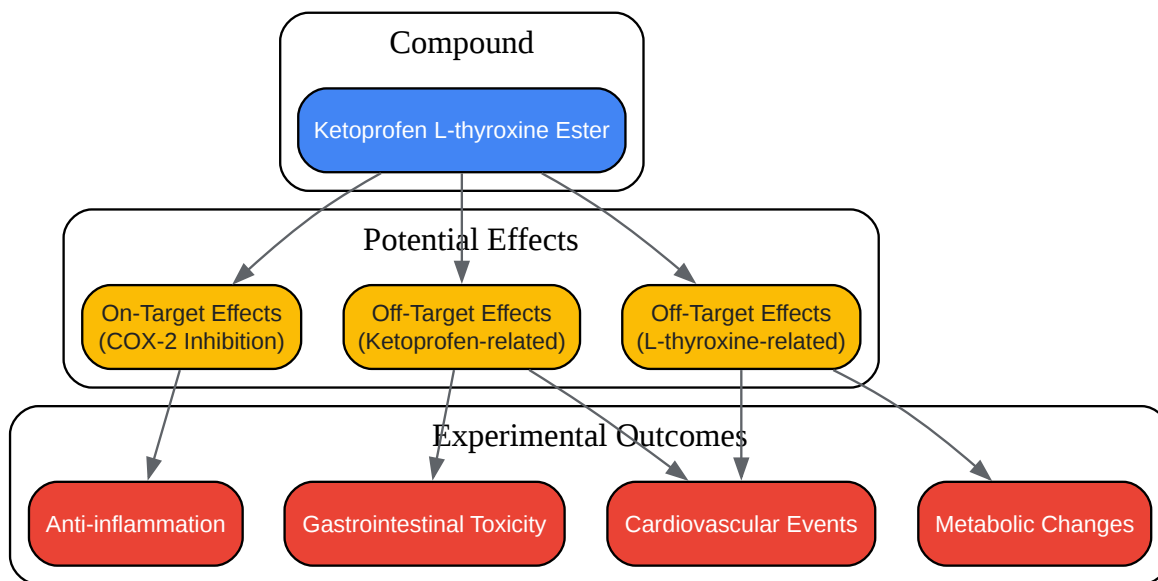 Compound
Ketoprofen L-thyroxine Ester
Potential Effects
On-Target Effects
(COX-2 Inhibition)
Off-Target Effects
(Ketoprofen-related)
Off-Target Effects
(L-thyroxine-related)
Experimental Outcomes
Anti-inflammation
Gastrointestinal Toxicity
Cardiovascular Events
Metabolic Changes